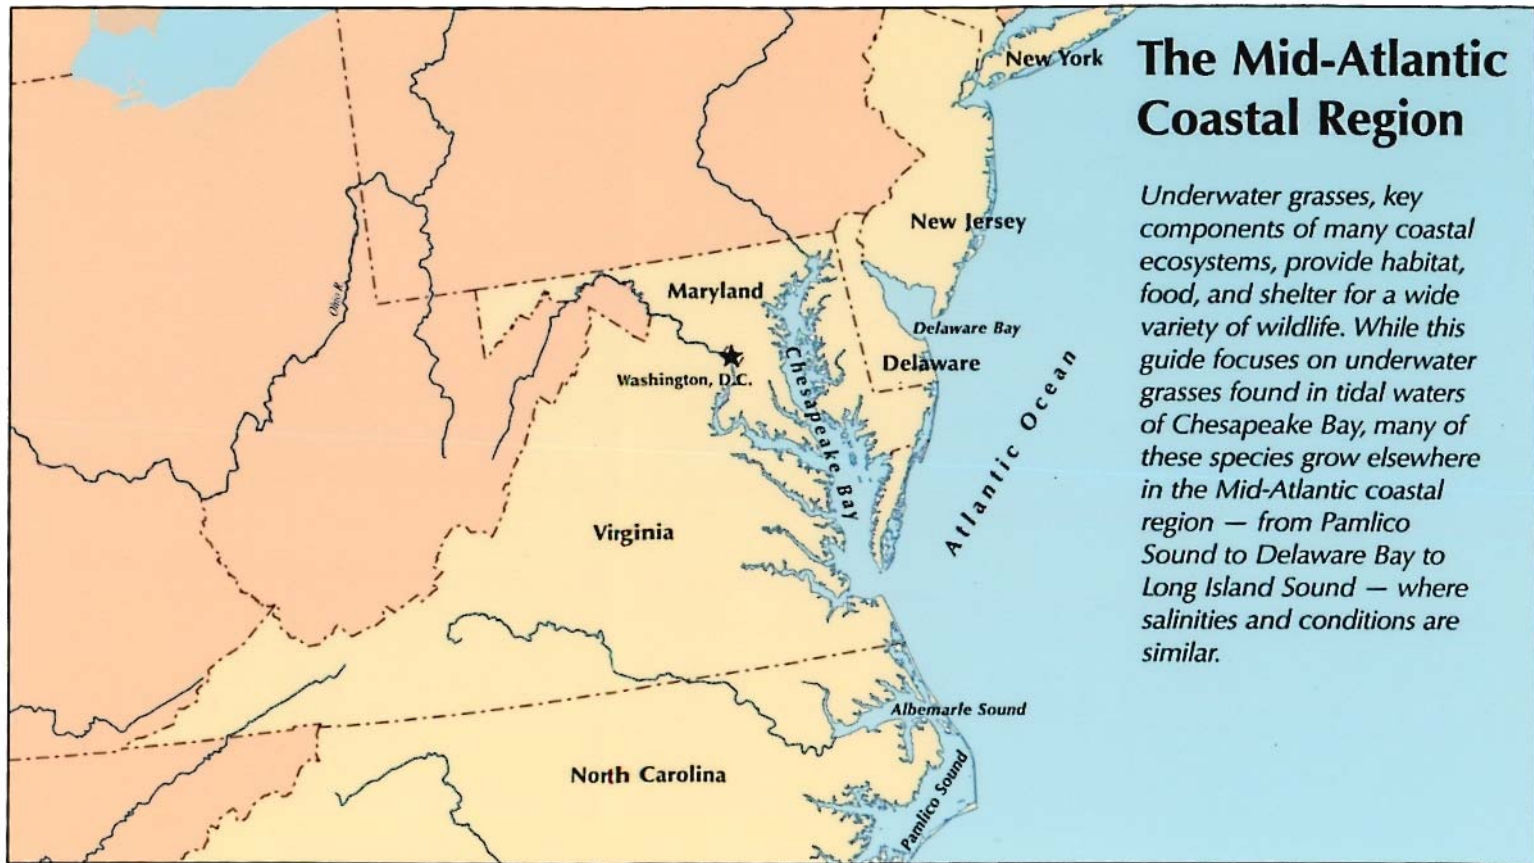 New York
The Mid-Atlantic
Coastal Region
Underwater grasses, key
components of many coastal
ecosystems, provide habitat,
food, and shelter for a wide
variety of wildlife. While this
guide focuses on underwater
grasses found in tidal waters
of Chesapeake Bay, many of
these species grow elsewhere
in the Mid-Atlantic coastal
region — from Pamlico
Sound to Delaware Bay to
Long Island Sound — where
salinities and conditions are
similar.
New Jersey
Ohio R.
Maryland
Delaware Bay
Delaware
Washington, D.C.
Chesapeake Bay
Atlantic Ocean
Virginia
Albemarle Sound
North Carolina
Pamlico Sound